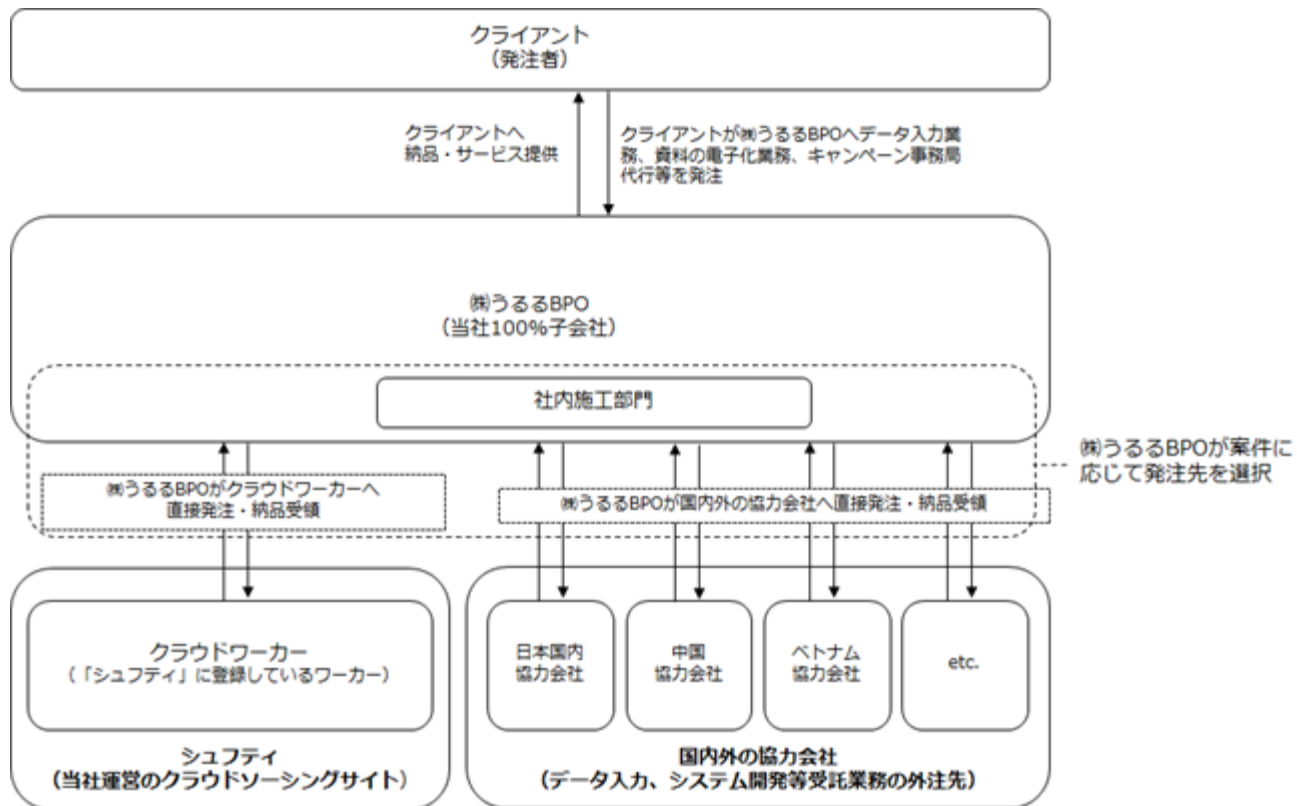 クライアント
（発注者）
クライアントへ
納品・サービス提供
クライアントが㈱うるるBPOへデータ入力業
務、資料の電子化業務、キャンペーン事務局
代行等を発注
㈱うるるBPO
（当社100%子会社）
社内施工部門
㈱うるるBPOが案件に
応じて発注先を選択
㈱うるるBPOがクラウドワーカーへ
直接発注・納品受領
㈱うるるBPOが国内外の協力会社へ直接発注・納品受領
クラウドワーカー
（「シュフティ」に登録しているワーカー）
シュフティ
（当社運営のクラウドソーシングサイト）
日本国内
協力会社
中国
協力会社
ベトナム
協力会社
etc.
国内外の協力会社
（データ入力、システム開発等受託業務の外注先）